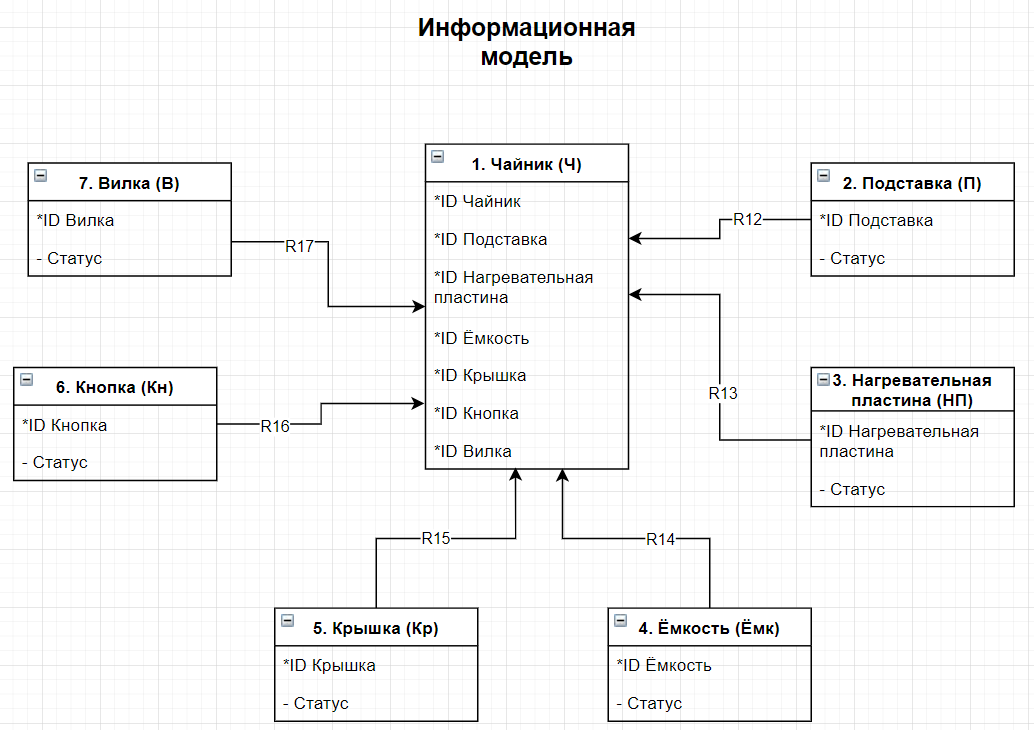 Информационная
модель
1. Чайник (Ч)
*ID Чайник
*ID Подставка
*ID Нагревательная
пластина
*ID Ёмкость
*ID Крышка
*ID Кнопка
*ID Вилка
7. Вилка (В)
*ID Вилка
- Статус
R17
2. Подставка (П)
*ID Подставка
- Статус
R12
6. Кнопка (Кн)
*ID Кнопка
- Статус
R16
3. Нагревательная
пластина (НП)
*ID Нагревательная
пластина
- Статус
R13
R15
R14
5. Крышка (Кр)
*ID Крышка
- Статус
4. Ёмкость (Ёмк)
*ID Ёмкость
- Статус